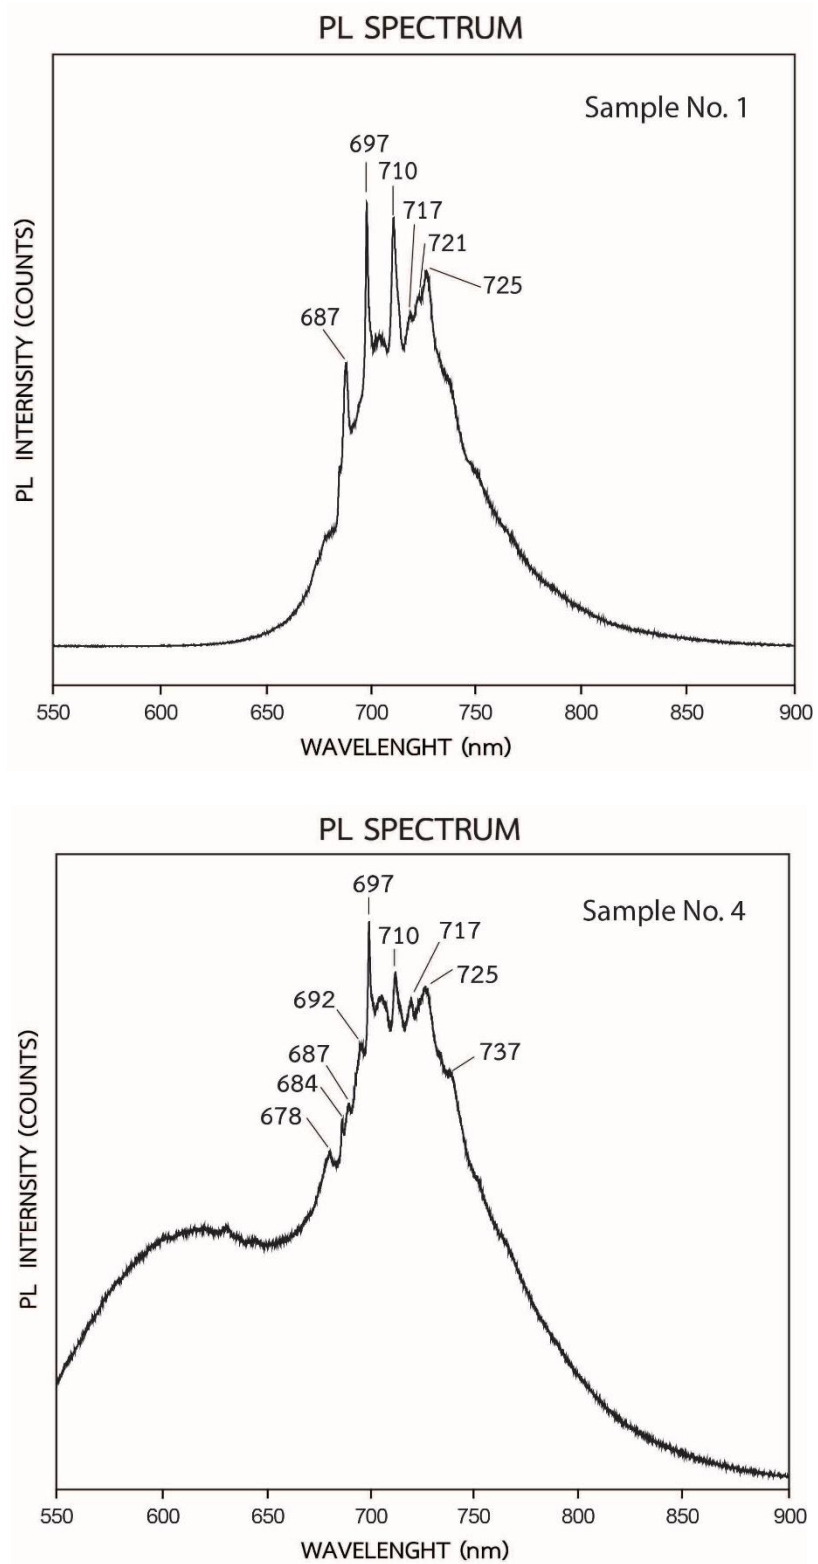 PL SPECTRUM
Sample No. 1
697
710
717
721
725
687
PL INTERNSITY (COUNTS)
550 600 650 700 750 800 850 900
WAVELENGHT (nm)
PL SPECTRUM
697
Sample No. 4
710 717
725
692
737
687
684
678
PL INTERNSITY (COUNTS)
550 600 650 700 750 800 850 900
WAVELENGHT (nm)